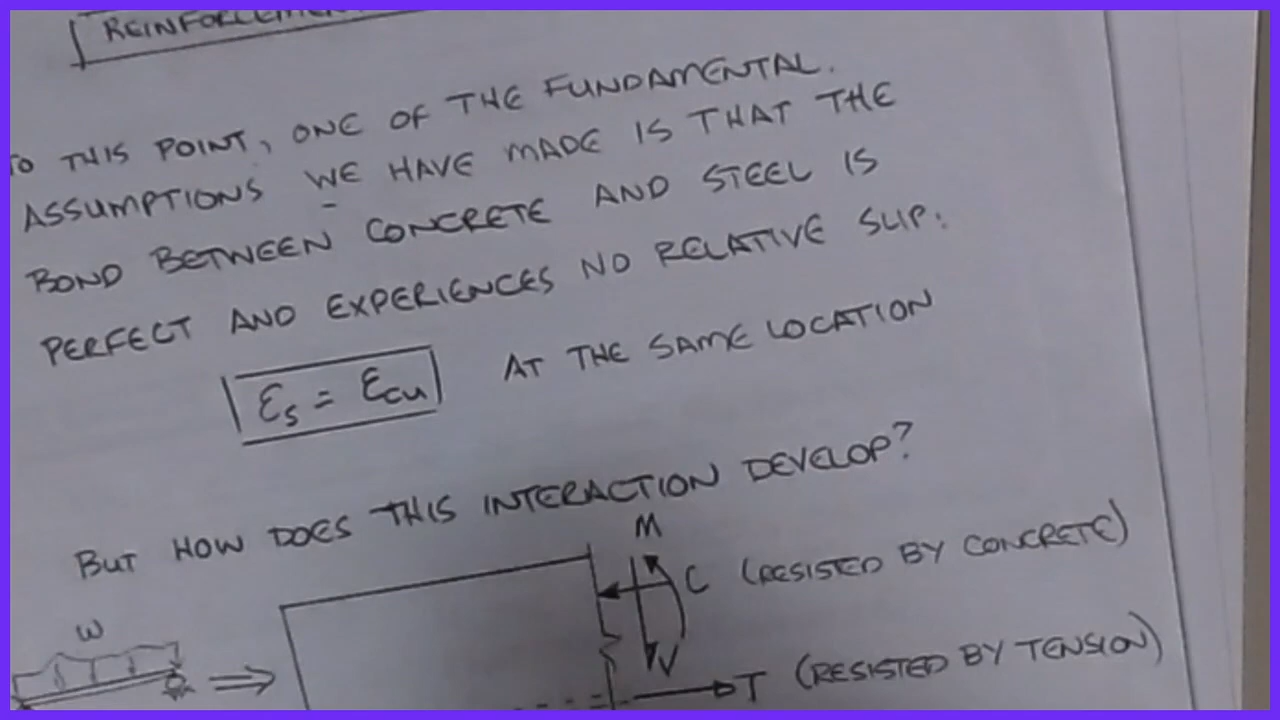 REINFORCEMEN
TO THIS POINT, ONE OF THE FUNDAMENTAL.
ASSUMPTIONS WE HAVE MADE IS THAT THE
BOND BETWEEN CONCRETE AND STEEL IS
PERFECT AND EXPERIENCES NO RELATIVE SLIP:
εs = εcu AT THE SAME LOCATION
BUT HOW DOES THIS INTERACTION DEVELOP?
M
C (RESISTED BY CONCRETE)
W
V
T (RESISTED BY TENSION)